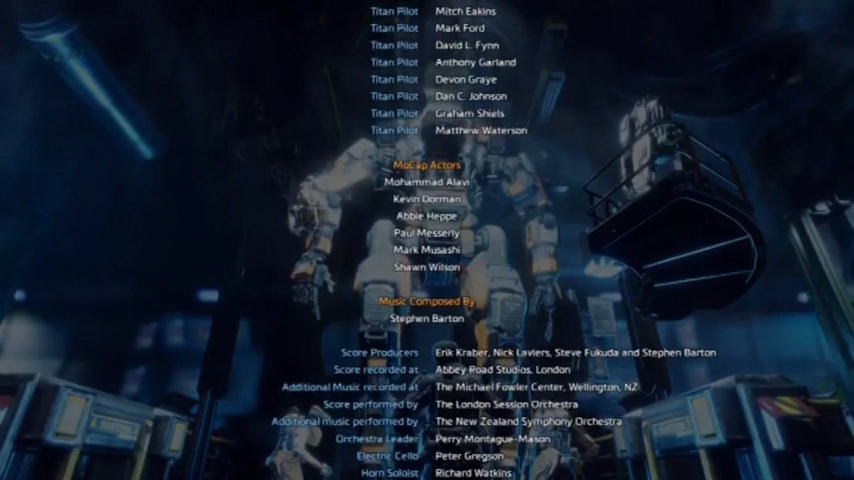 Titan Pilot Mitch Eakins
Titan Pilot Mark Ford
Titan Pilot David L. Fynn
Titan Pilot Anthony Garland
Titan Pilot Devon Graye
Titan Pilot Dan C. Johnson
Titan Pilot Graham Shiels
Titan Pilot Matthew Waterson
MoCap Actors
Mohammad Alavi
Kevin Dorman
Abbie Heppe
Paul Messerly
Mark Musashi
Shawn Wilson
Music Composed By
Stephen Barton
Score Producers Erik Kraber, Nick Laviers, Steve Fukuda and Stephen Barton
Score recorded at Abbey Road Studios, London
Additional Music recorded at The Michael Fowler Center, Wellington, NZ
Score performed by The London Session Orchestra
Additional music performed by The New Zealand Symphony Orchestra
Orchestra Leader Perry Montague-Mason
Electric Cello Peter Gregson
Horn Soloist Richard Watkins